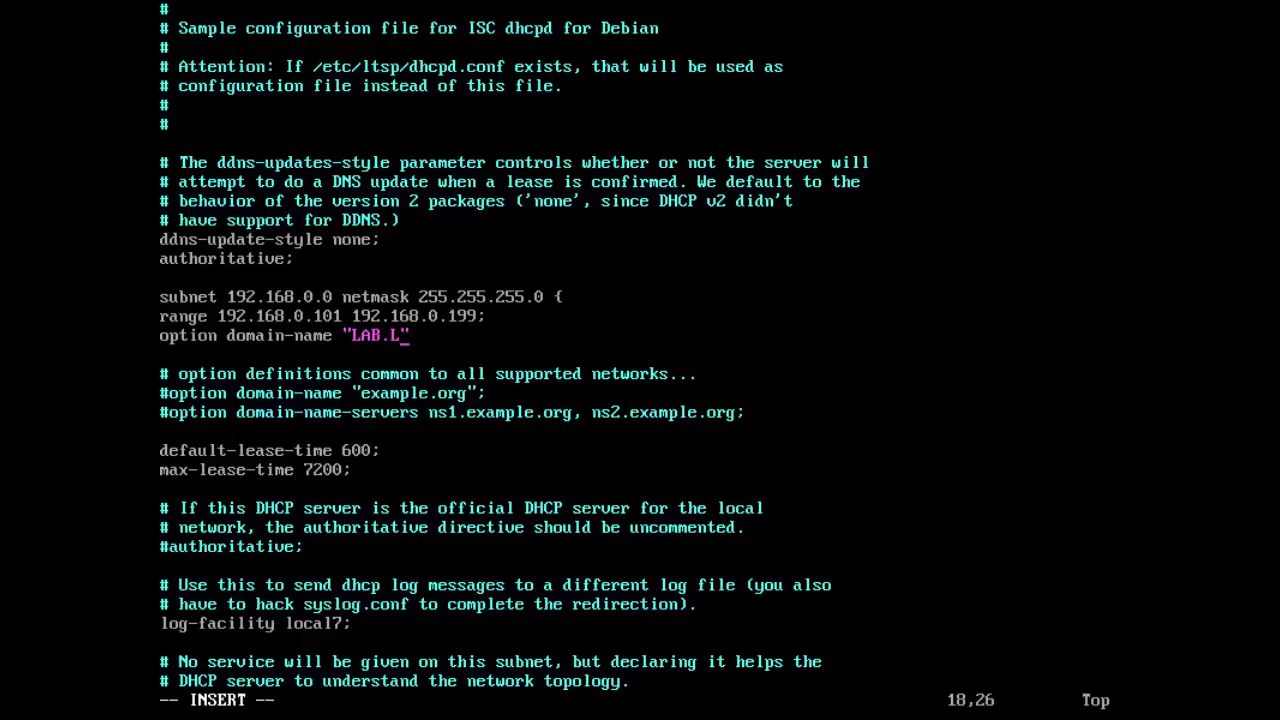 #
# Sample configuration file for ISC dhcpd for Debian
#
# Attention: If /etc/ltsp/dhcpd.conf exists, that will be used as
# configuration file instead of this file.
#
#
# The ddns-updates-style parameter controls whether or not the server will
# attempt to do a DNS update when a lease is confirmed. We default to the
# behavior of the version 2 packages ('none', since DHCP v2 didn't
# have support for DDNS.)
ddns-update-style none;
authoritative;
subnet 192.168.0.0 netmask 255.255.255.0 {
range 192.168.0.101 192.168.0.199;
option domain-name "LAB.L"
# option definitions common to all supported networks...
#option domain-name "example.org";
#option domain-name-servers ns1.example.org, ns2.example.org;
default-lease-time 600;
max-lease-time 7200;
# If this DHCP server is the official DHCP server for the local
# network, the authoritative directive should be uncommented.
#authoritative;
# Use this to send dhcp log messages to a different log file (you also
# have to hack syslog.conf to complete the redirection).
log-facility local7;
# No service will be given on this subnet, but declaring it helps the
# DHCP server to understand the network topology.
-- INSERT -- 18,26 Top